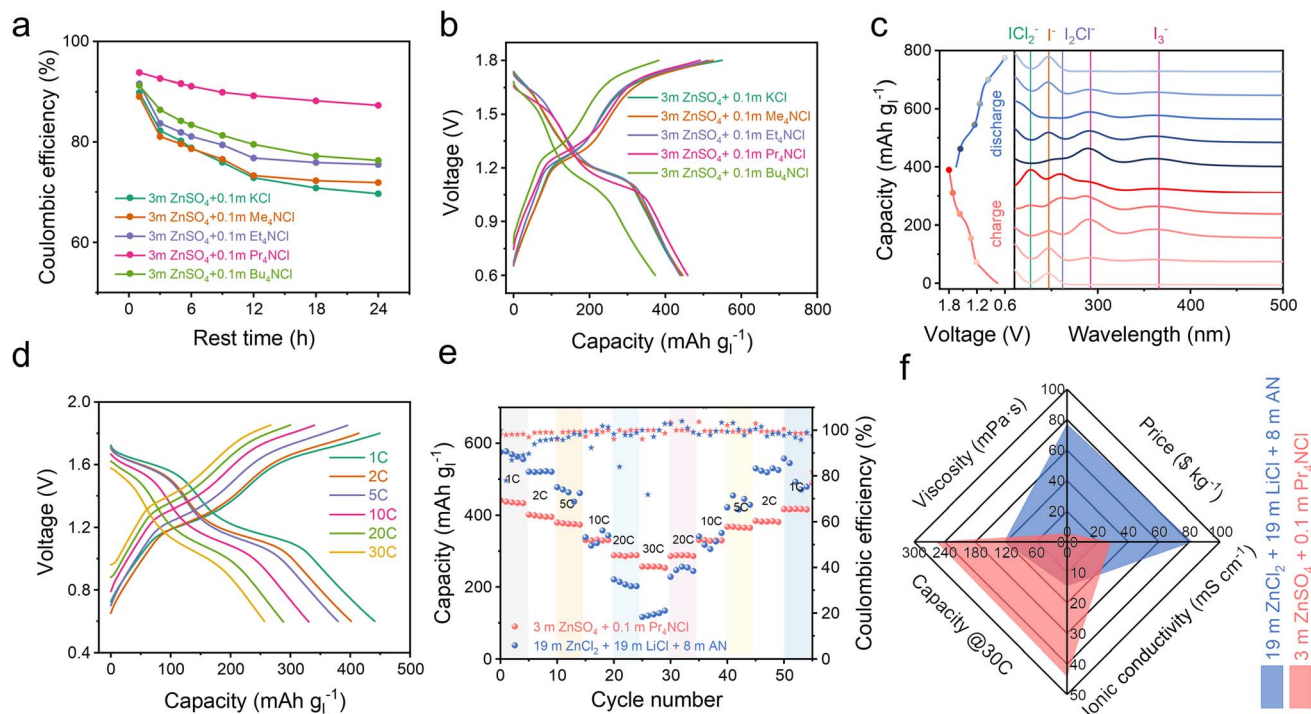 a
Coulombic efficiency (%)
100
80
60
3m ZnSO₄+0.1m KCl
3m ZnSO₄+0.1m Me₄NCl
3m ZnSO₄+0.1m Et₄NCl
3m ZnSO₄+0.1m Pr₄NCl
3m ZnSO₄+0.1m Bu₄NCl
0 6 12 18 24
Rest time (h)
b
Voltage (V)
1.8
1.5
1.2
0.9
0.6
3m ZnSO₄+ 0.1m KCl
3m ZnSO₄+ 0.1m Me₄NCl
3m ZnSO₄+ 0.1m Et₄NCl
3m ZnSO₄+ 0.1m Pr₄NCl
3m ZnSO₄+ 0.1m Bu₄NCl
0 200 400 600 800
Capacity (mAh gᵢ⁻¹)
c
ICl₂⁻ I⁻ I₂Cl⁻ I₃⁻
Capacity (mAh gᵢ⁻¹)
800
600
400
200
0
discharge
charge
1.8 1.2 0.6
300 400 500
Voltage (V) Wavelength (nm)
d
Voltage (V)
2.0
1.6
1.2
0.8
0.4
1C
2C
5C
10C
20C
30C
0 100 200 300 400 500
Capacity (mAh gᵢ⁻¹)
e
Capacity (mAh gᵢ⁻¹)
600
400
200
0
1C 2C 5C 10C 20C 30C 20C 10C 5C 2C 1C
3 m ZnSO₄ + 0.1 m Pr₄NCl
19 m ZnCl₂ + 19 m LiCl + 8 m AN
100
80
60
40
20
0
Coulombic efficiency (%)
0 10 20 30 40 50
Cycle number
f
Viscosity (mPa·s)
Price ($ kg⁻¹)
Capacity @30C
Ionic conductivity (mS cm⁻¹)
100
80
60
40
20
0
300 240 180 120 60 0
0 20 40 60 80 100
0
10
20
30
40
50
19 m ZnCl₂ + 19 m LiCl + 8 m AN
3 m ZnSO₄ + 0.1 m Pr₄NCl